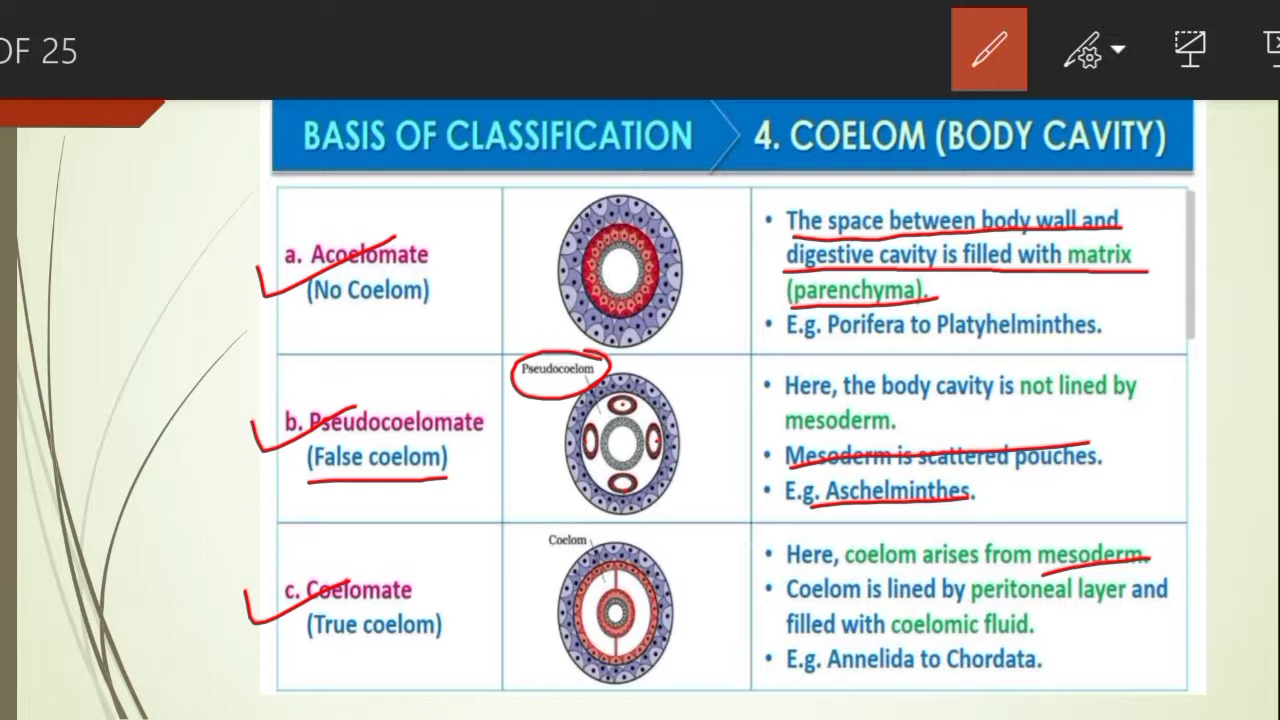 OF 25
BASIS OF CLASSIFICATION
4. COELOM (BODY CAVITY)
a. Acoelomate
(No Coelom)
• The space between body wall and
digestive cavity is filled with matrix
(parenchyma).
• E.g. Porifera to Platyhelminthes.
b. Pseudocoelomate
(False coelom)
Pseudocoelom
• Here, the body cavity is not lined by
mesoderm.
• Mesoderm is scattered pouches.
• E.g. Aschelminthes.
c. Coelomate
(True coelom)
Coelom
• Here, coelom arises from mesoderm.
• Coelom is lined by peritoneal layer and
filled with coelomic fluid.
• E.g. Annelida to Chordata.